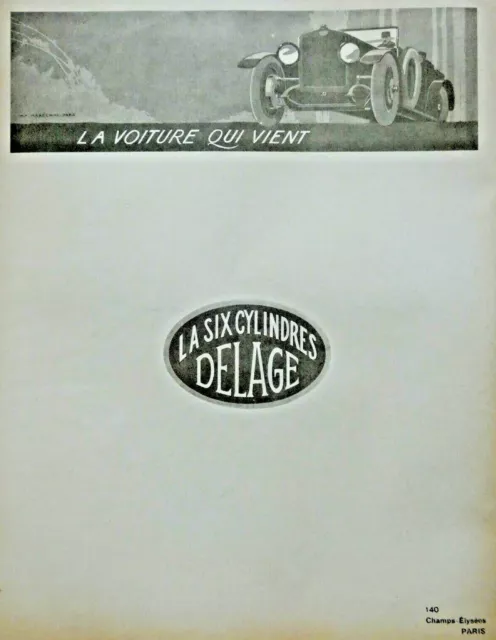 LA VOITURE QUI VIENT
LA SIX CYLINDRES
DELAGE
140
Champs-Élysées
PARIS